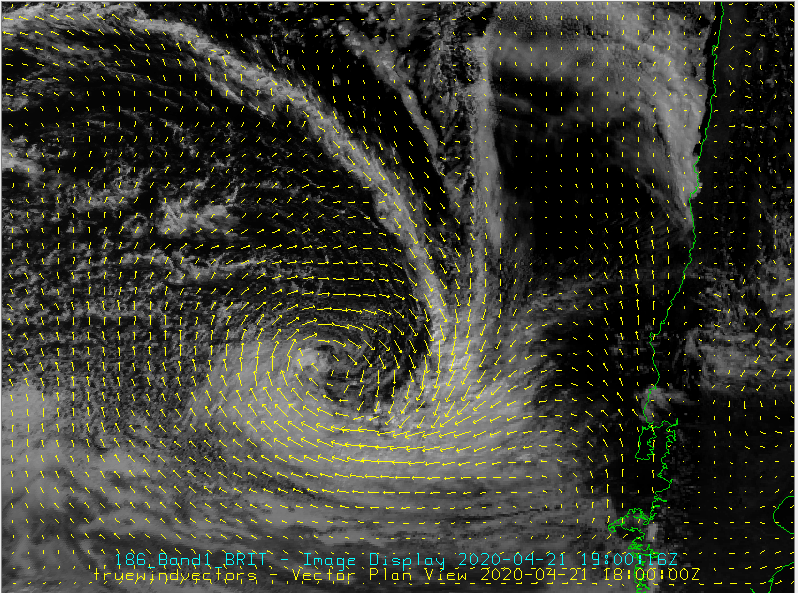 186 Band1 BRIT - Image Display 2020-04-21 19:00:16Z
truewindvectors - Vector Plan View 2020-04-21 18:00:00Z